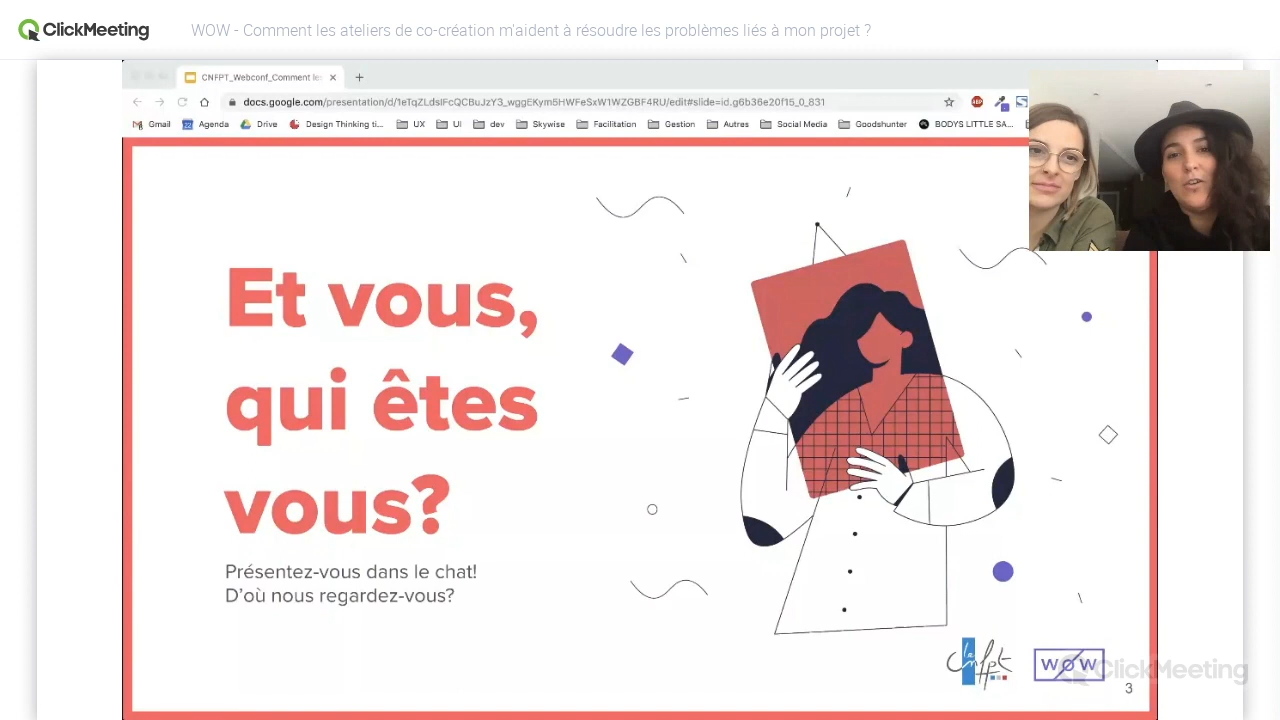 ClickMeeting
WOW - Comment les ateliers de co-création m'aident à résoudre les problèmes liés à mon projet ?
CNFPT_Webconf_Comment le
docs.google.com/presentation/d/1eTqZLdsIFcQCBuJzY3_wggEKym5HWFeSxW1WZGBF4RU/edit#slide=id.g6b36e20f15_0_831
Gmail Agenda Drive Design Thinking ti... UX UI dev Skywise Facilitation Gestion Autres Social Media Goodshunter BODYS LITTLE SA...
Et vous,
qui êtes
vous?
Présentez-vous dans le chat!
D'où nous regardez-vous?
le cnfpt
WOW
ClickMeeting
3